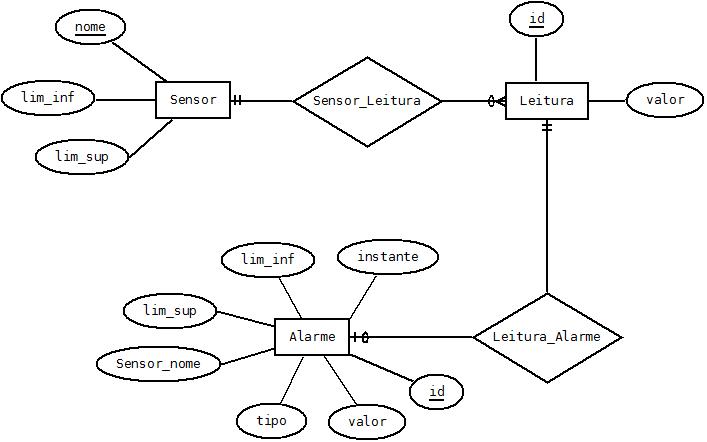 id
nome
lim_inf
Sensor
Sensor_Leitura
Leitura
valor
lim_sup
lim_inf
instante
lim_sup
Alarme
Leitura_Alarme
Sensor_nome
id
tipo
valor